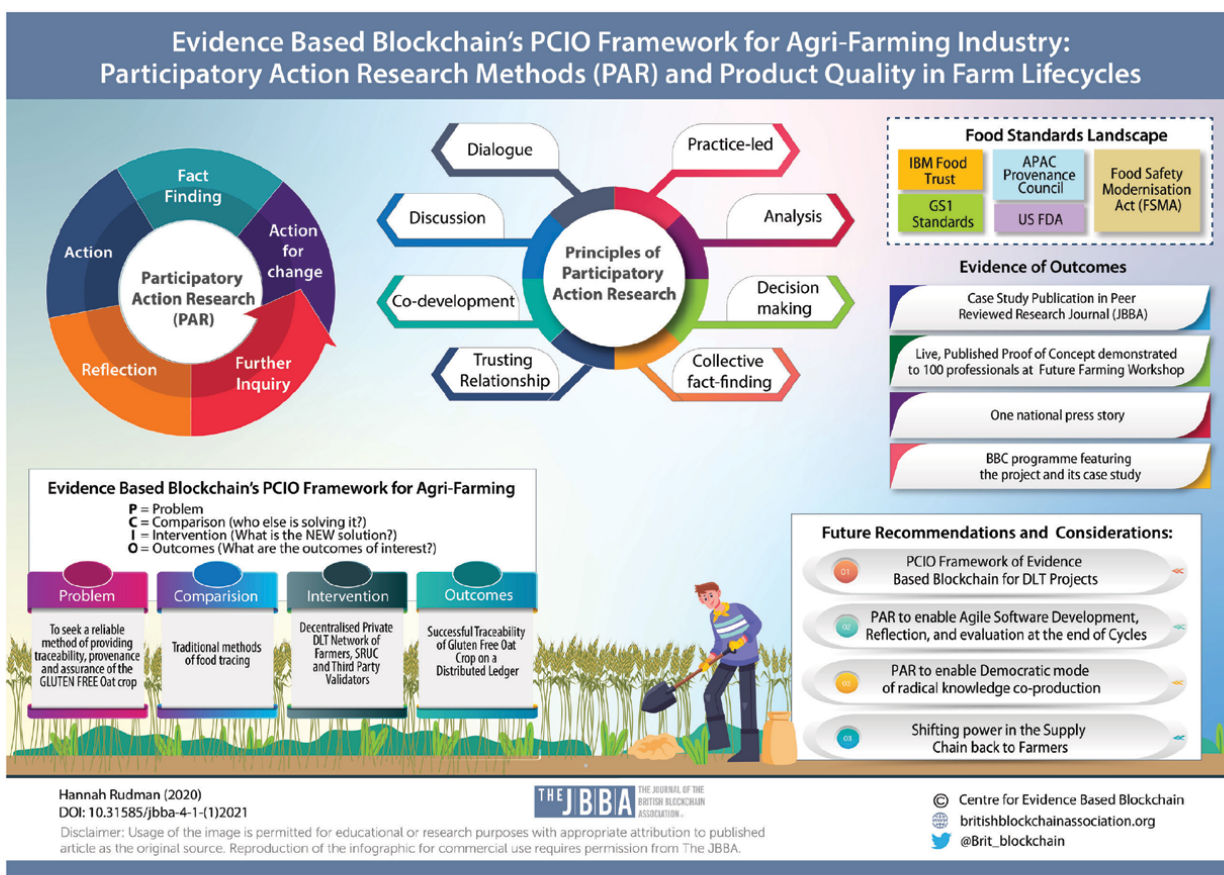 Evidence Based Blockchain's PCIO Framework for Agri-Farming Industry:
Participatory Action Research Methods (PAR) and Product Quality in Farm Lifecycles
Fact
Finding
Action
for
change
Further
Inquiry
Reflection
Action
Participatory
Action Research
(PAR)
Dialogue
Discussion
Co-development
Trusting
Relationship
Principles of
Participatory
Action Research
Practice-led
Analysis
Decision
making
Collective
fact-finding
Food Standards Landscape
IBM Food
Trust
GS1
Standards
APAC
Provenance
Council
US FDA
Food Safety
Modernisation
Act (FSMA)
Evidence of Outcomes
Case Study Publication in Peer
Reviewed Research Journal (JBBA)
Live, Published Proof of Concept demonstrated
to 100 professionals at Future Farming Workshop
One national press story
BBC programme featuring
the project and its case study
Evidence Based Blockchain's PCIO Framework for Agri-Farming
P = Problem
C = Comparison (who else is solving it?)
I = Intervention (What is the NEW solution?)
O = Outcomes (What are the outcomes of interest?)
Problem
To seek a reliable
method of providing
traceability, provenance
and assurance of the
GLUTEN FREE Oat crop
Comparision
Traditional methods
of food tracing
Intervention
Decentralised Private
DLT Network of
Farmers, SRUC
and Third Party
Validators
Outcomes
Successful Traceability
of Gluten Free Oat
Crop on a
Distributed Ledger
Future Recommendations and Considerations:
01
PCIO Framework of Evidence
Based Blockchain for DLT Projects
02
PAR to enable Agile Software Development,
Reflection, and evaluation at the end of Cycles
03
PAR to enable Democratic mode
of radical knowledge co-production
03
Shifting power in the Supply
Chain back to Farmers
Hannah Rudman (2020)
DOI: 10.31585/jbba-4-1-(1)2021
THE JBBA
THE JOURNAL OF THE
BRITISH BLOCKCHAIN
ASSOCIATION
Disclaimer: Usage of the image is permitted for educational or research purposes with appropriate attribution to published
article as the original source. Reproduction of the infographic for commercial use requires permission from The JBBA.
© Centre for Evidence Based Blockchain
britishblockchainassociation.org
@Brit_blockchain